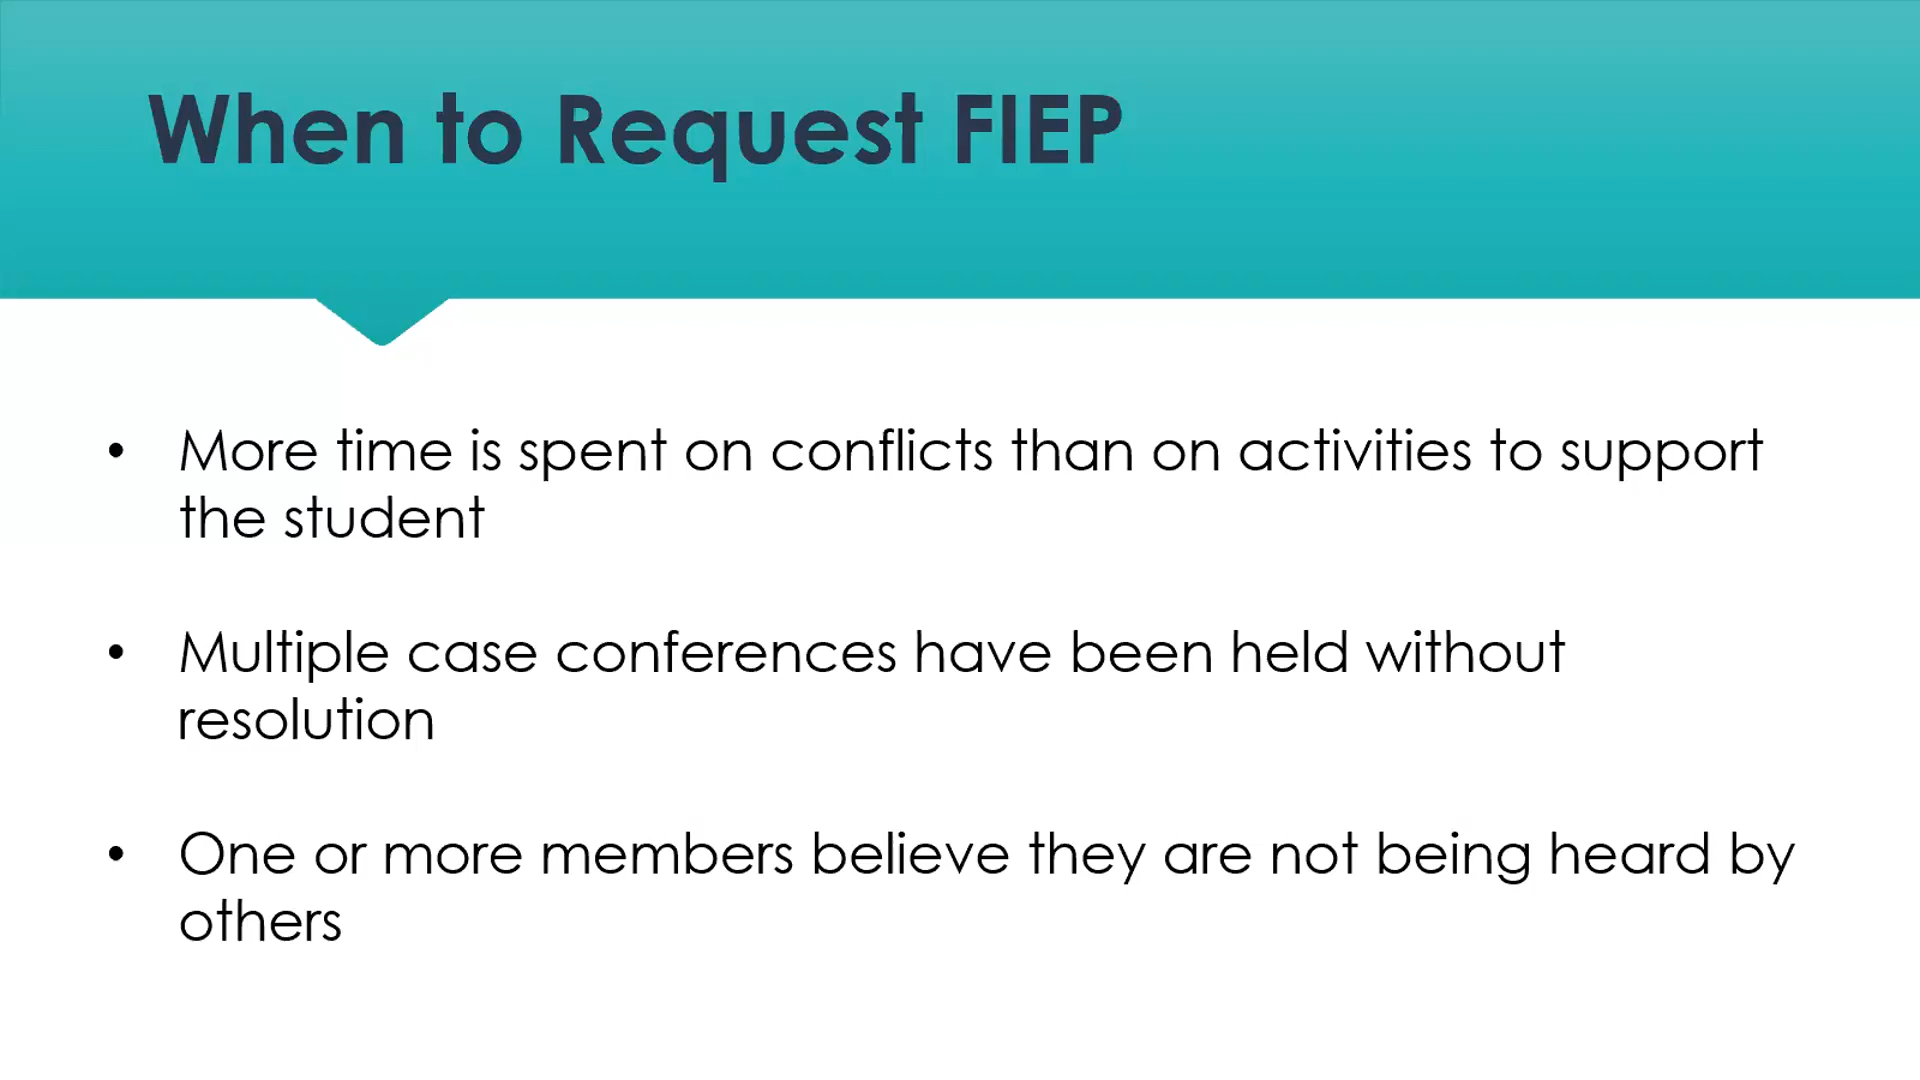 When to Request FIEP
• More time is spent on conflicts than on activities to support
the student
• Multiple case conferences have been held without
resolution
• One or more members believe they are not being heard by
others